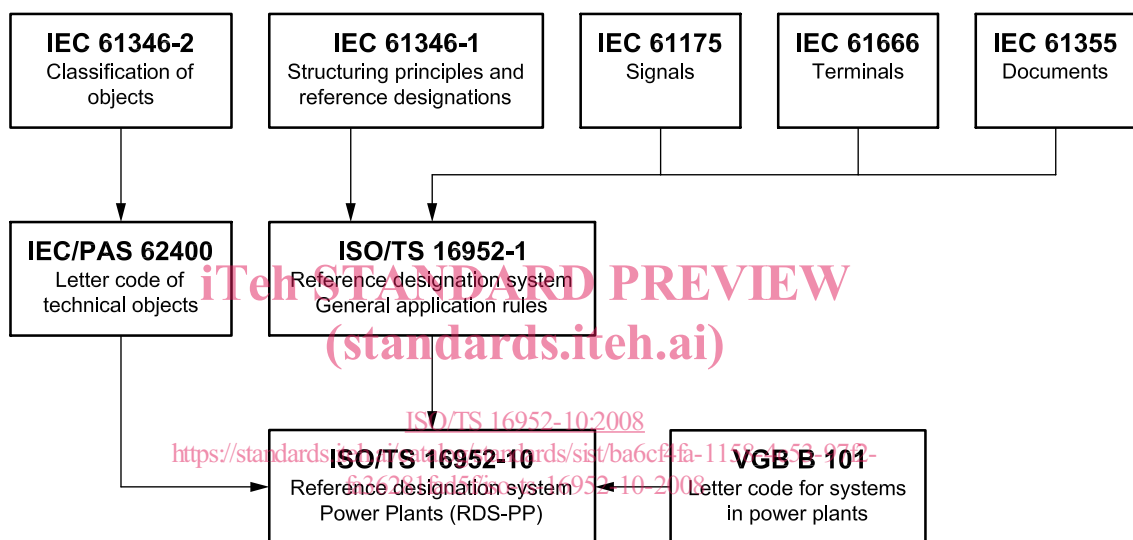 IEC 61346-2
Classification of
objects
IEC 61346-1
Structuring principles and
reference designations
IEC 61175
Signals
IEC 61666
Terminals
IEC 61355
Documents
IEC/PAS 62400
Letter code of
technical objects
ISO/TS 16952-1
Reference designation system
General application rules
iTeh STANDARD PREVIEW
(standards.iteh.ai)
ISO/TS 16952-10:2008
ISO/TS 16952-10
Reference designation system
Power Plants (RDS-PP)
VGB B 101
Letter code for systems
in power plants